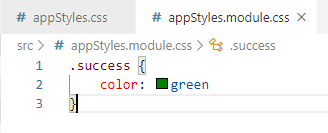 # appStyles.css # appStyles.module.css ×
src > # appStyles.module.css > .success
1 .success {
2 color: green
3 }